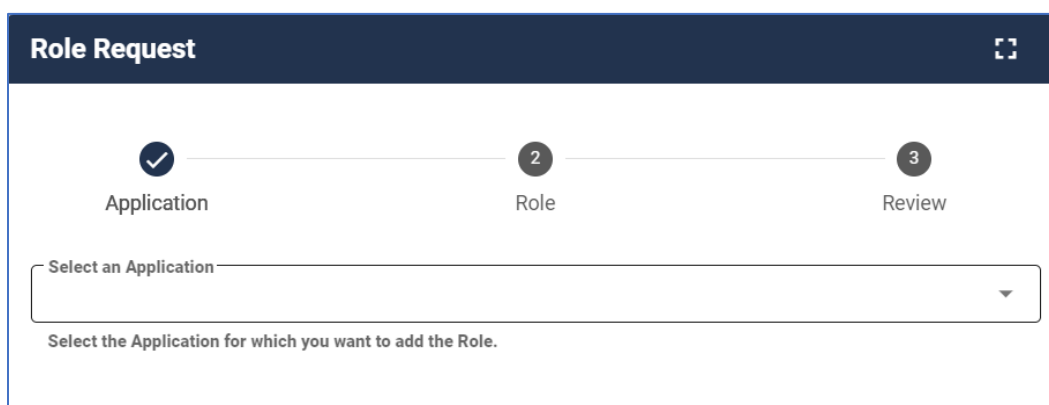 Role Request
2
3
Application
Role
Review
Select an Application
Select the Application for which you want to add the Role.